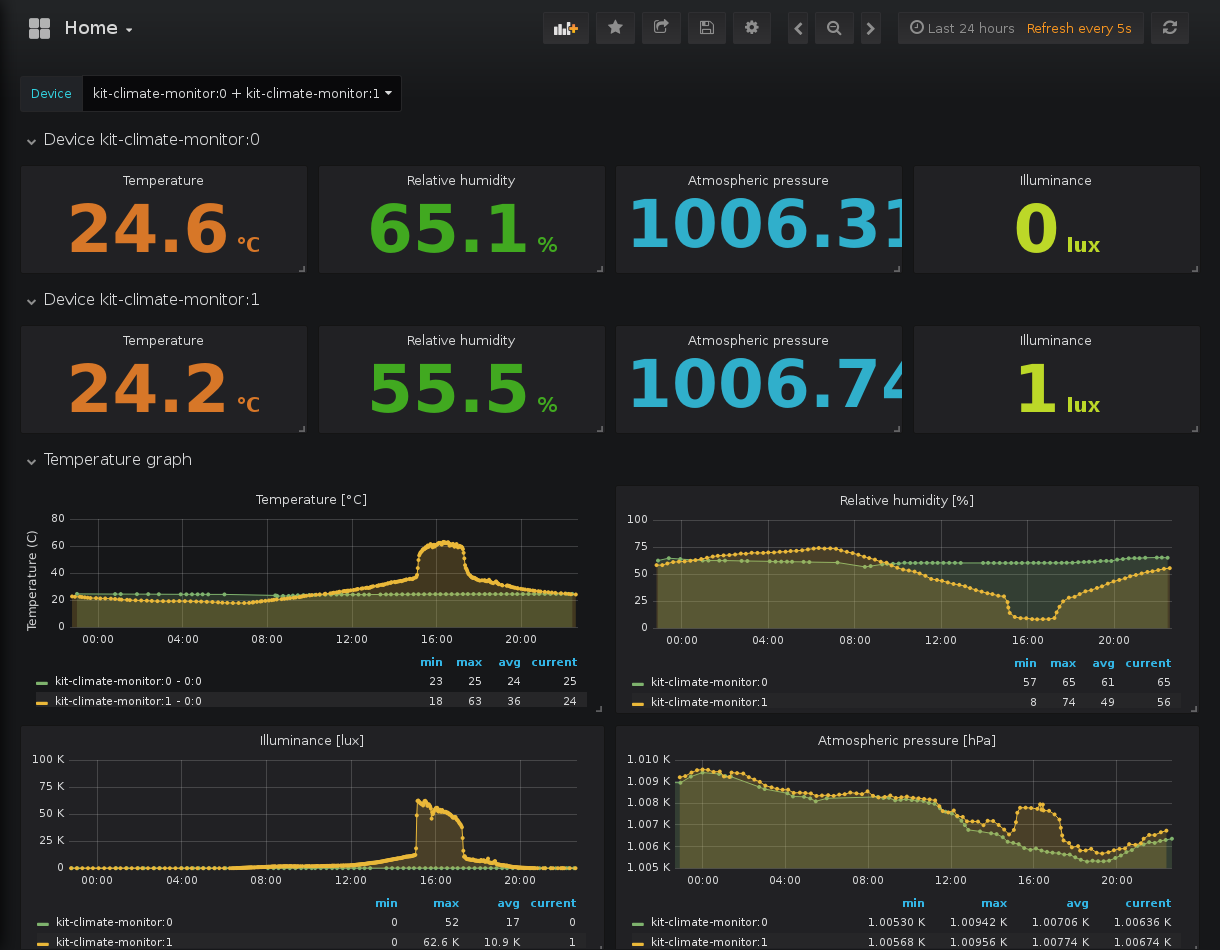 Home
Last 24 hours Refresh every 5s
Device kit-climate-monitor:0 + kit-climate-monitor:1
Device kit-climate-monitor:0
Temperature Relative humidity Atmospheric pressure Illuminance
24.6 °C 65.1 % 1006.31 0 lux
Device kit-climate-monitor:1
Temperature Relative humidity Atmospheric pressure Illuminance
24.2 °C 55.5 % 1006.74 1 lux
Temperature graph
Temperature [°C]
Temperature (C)
80
60
40
20
0
00:00 04:00 08:00 12:00 16:00 20:00
min max avg current
kit-climate-monitor:0 - 0:0 23 25 24 25
kit-climate-monitor:1 - 0:0 18 63 36 24
Relative humidity [%]
100
75
50
25
0
00:00 04:00 08:00 12:00 16:00 20:00
min max avg current
kit-climate-monitor:0 57 65 61 65
kit-climate-monitor:1 8 74 49 56
Illuminance [lux]
100 K
75 K
50 K
25 K
0
00:00 04:00 08:00 12:00 16:00 20:00
min max avg current
kit-climate-monitor:0 0 52 17 0
kit-climate-monitor:1 0 62.6 K 10.9 K 1
Atmospheric pressure [hPa]
1.010 K
1.009 K
1.008 K
1.007 K
1.006 K
1.005 K
00:00 04:00 08:00 12:00 16:00 20:00
min max avg current
kit-climate-monitor:0 1.00530 K 1.00942 K 1.00706 K 1.00636 K
kit-climate-monitor:1 1.00568 K 1.00956 K 1.00774 K 1.00674 K